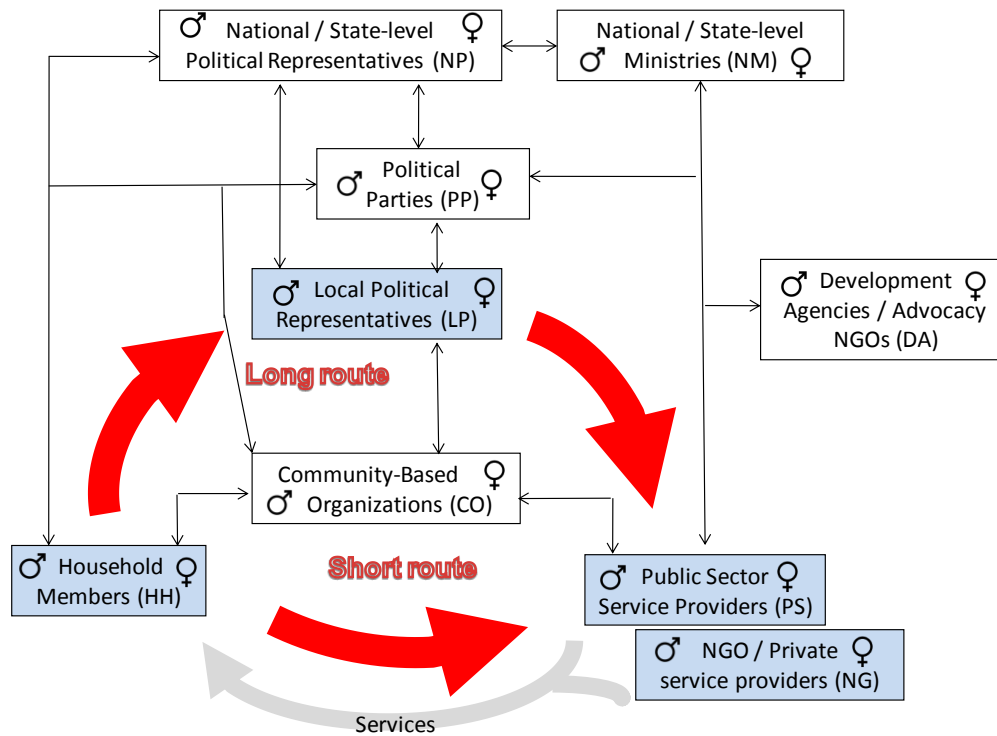 National / State-level
Political Representatives (NP)
National / State-level
Ministries (NM)
Political
Parties (PP)
Local Political
Representatives (LP)
Development
Agencies / Advocacy
NGOs (DA)
Long route
Community-Based
Organizations (CO)
Household
Members (HH)
Short route
Public Sector
Service Providers (PS)
NGO / Private
service providers (NG)
Services